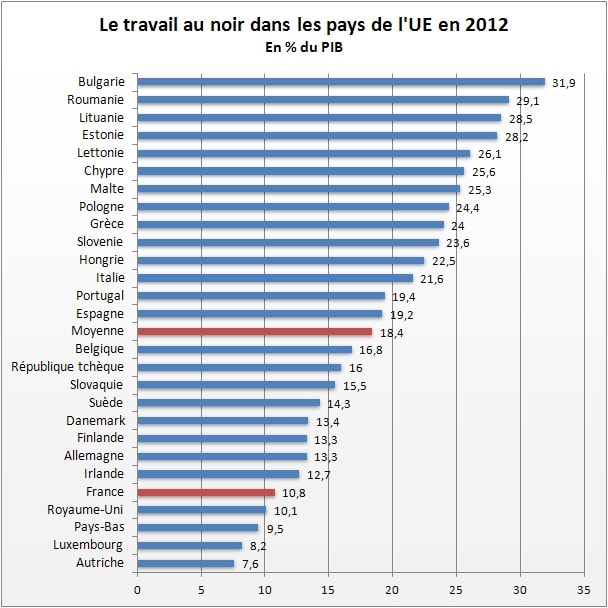 Le travail au noir dans les pays de l'UE en 2012
En % du PIB
Bulgarie 31,9
Roumanie 29,1
Lituanie 28,5
Estonie 28,2
Lettonie 26,1
Chypre 25,6
Malte 25,3
Pologne 24,4
Grèce 24
Slovenie 23,6
Hongrie 22,5
Italie 21,6
Portugal 19,4
Espagne 19,2
Moyenne 18,4
Belgique 16,8
République tchèque 16
Slovaquie 15,5
Suède 14,3
Danemark 13,4
Finlande 13,3
Allemagne 13,3
Irlande 12,7
France 10,8
Royaume-Uni 10,1
Pays-Bas 9,5
Luxembourg 8,2
Autriche 7,6
0 5 10 15 20 25 30 35